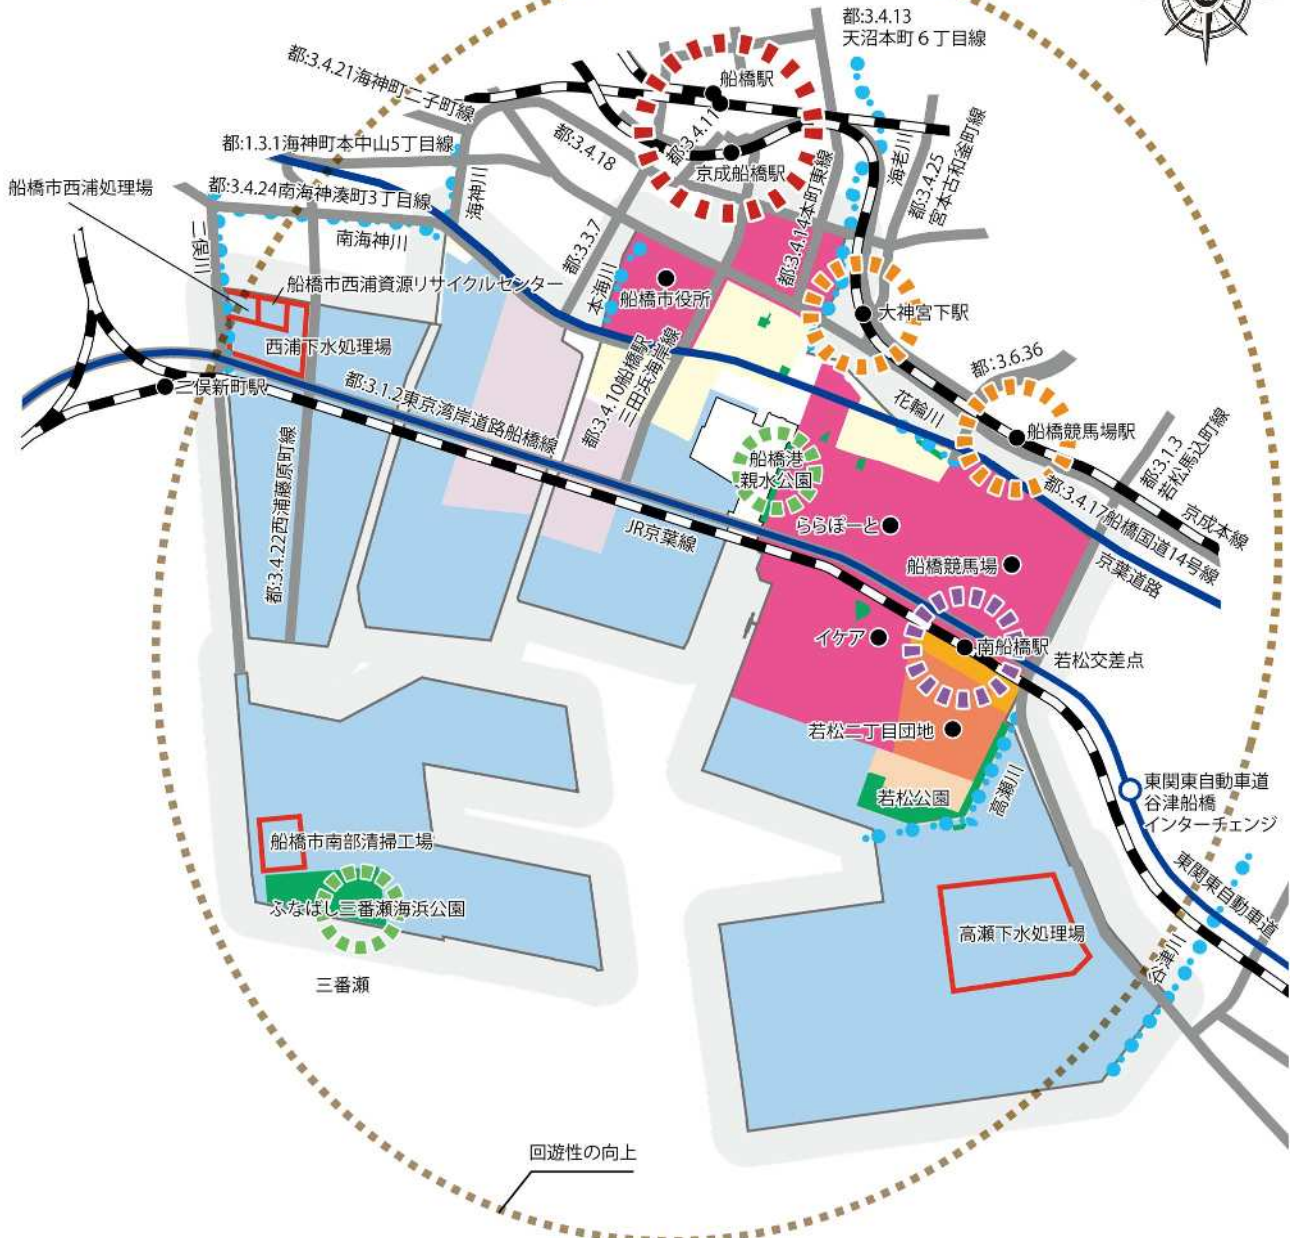 都:3.4.13
天沼本町６丁目線
船橋駅
都:3.4.21海神町二子町線
都:3.4.11
都:3.4.18
都:1.3.1海神町本中山5丁目線
京成船橋駅
海老川
都:3.4.25
宮本古和釜町線
船橋市西浦処理場
都:3.4.24南海神湊町3丁目線
海神川
都:3.4.14本町東線
二俣川
南海神川
都:3.3.7
本海川
船橋市西浦資源リサイクルセンター
船橋市役所
大神宮下駅
西浦下水処理場
都:3.4.10船橋駅
三田浜海岸線
都:3.6.36
二俣新町駅
都:3.1.2東京湾岸道路船橋線
花輪川
船橋競馬場駅
都:3.1.3
若松馬込町線
船橋港
親水公園
都:3.4.17船橋国道14号線
京成本線
都:3.4.22西浦藤原町線
JR京葉線
ららぽーと
船橋競馬場
京葉道路
イケア
南船橋駅
若松交差点
若松二丁目団地
高瀬川
若松公園
東関東自動車道
谷津船橋
インターチェンジ
船橋市南部清掃工場
東関東自動車道
ふなばし三番瀬海浜公園
高瀬下水処理場
谷津川
三番瀬
回遊性の向上